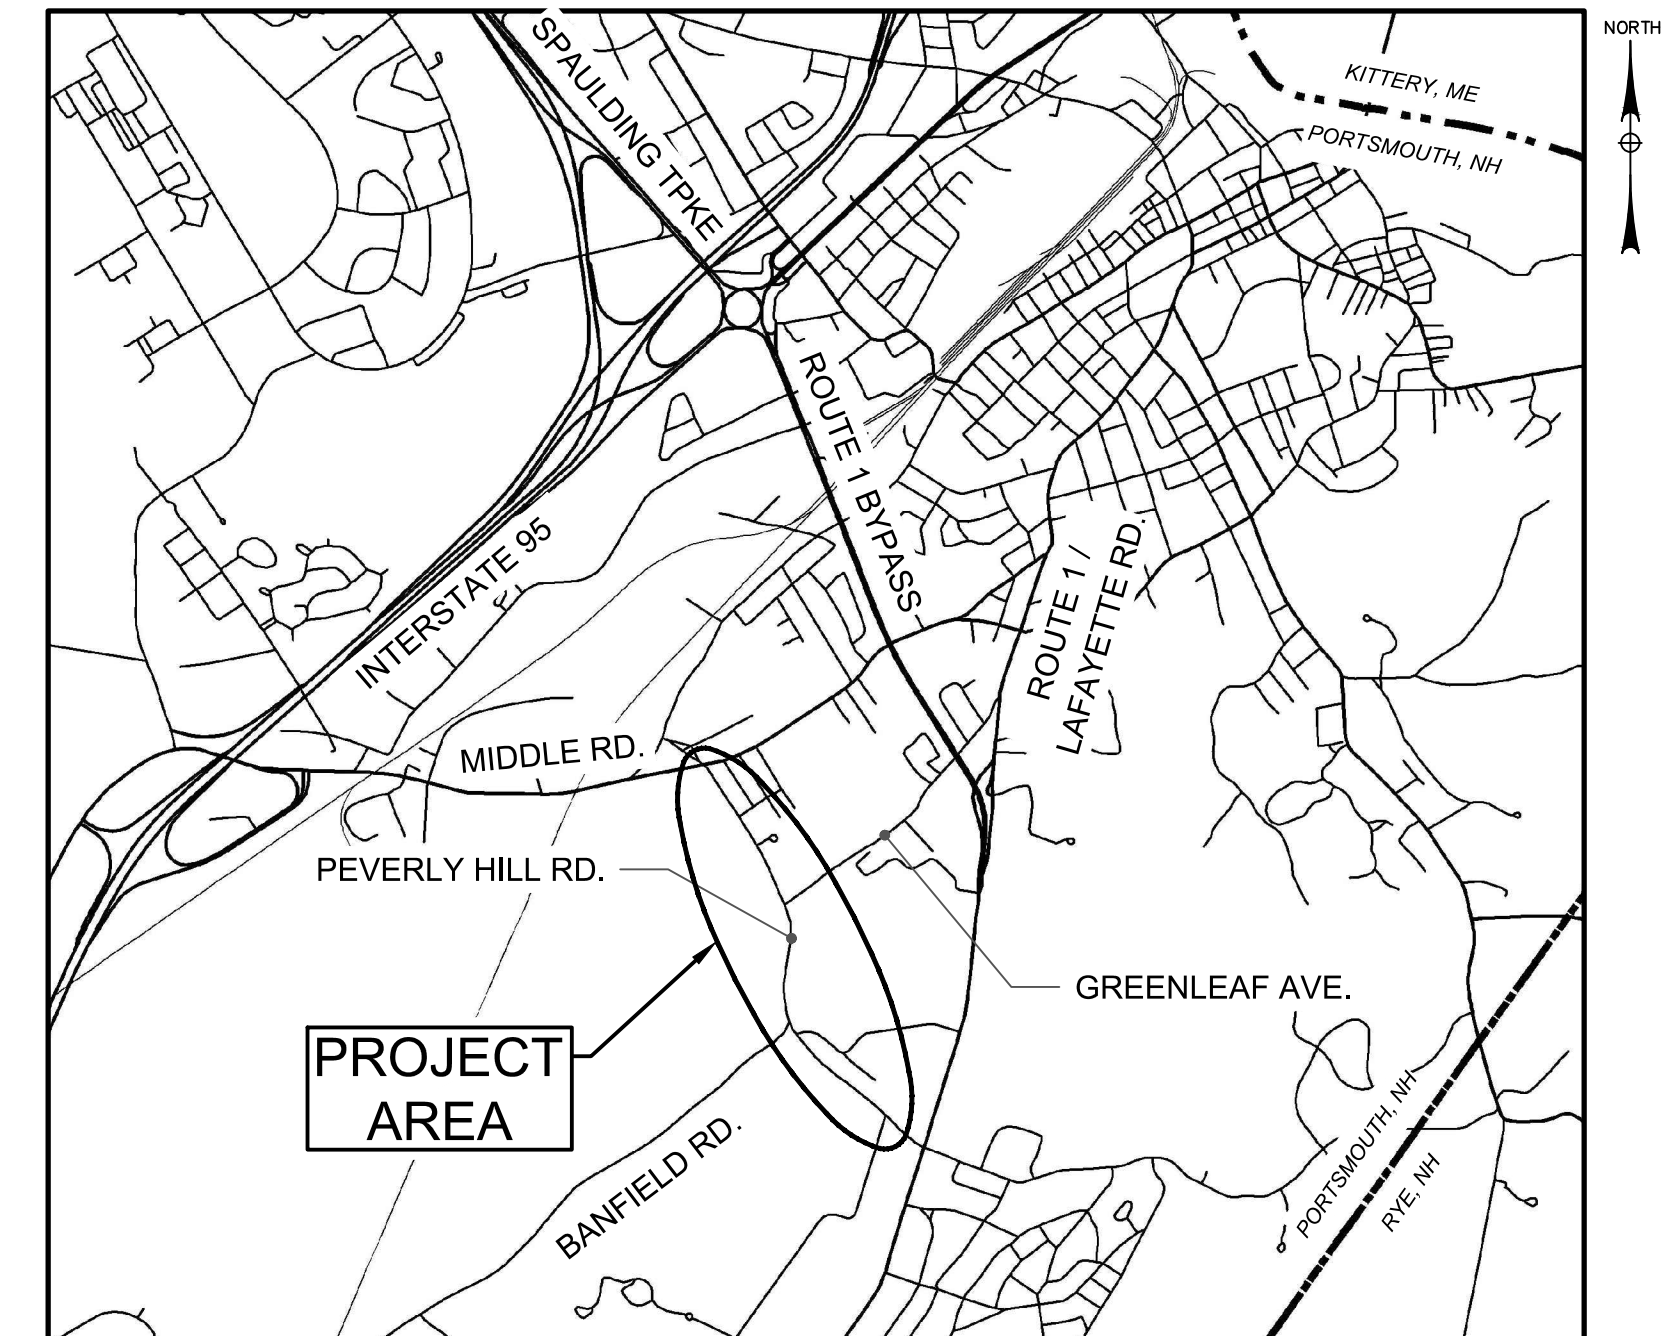 NORTH
SPAULDING TPKE
KITTERY, ME
PORTSMOUTH, NH
ROUTE 1 BYPASS
INTERSTATE 95
ROUTE 1 /
LAFAYETTE RD.
MIDDLE RD.
PEVERLY HILL RD.
GREENLEAF AVE.
PROJECT
AREA
BANFIELD RD.
PORTSMOUTH, NH
RYE, NH